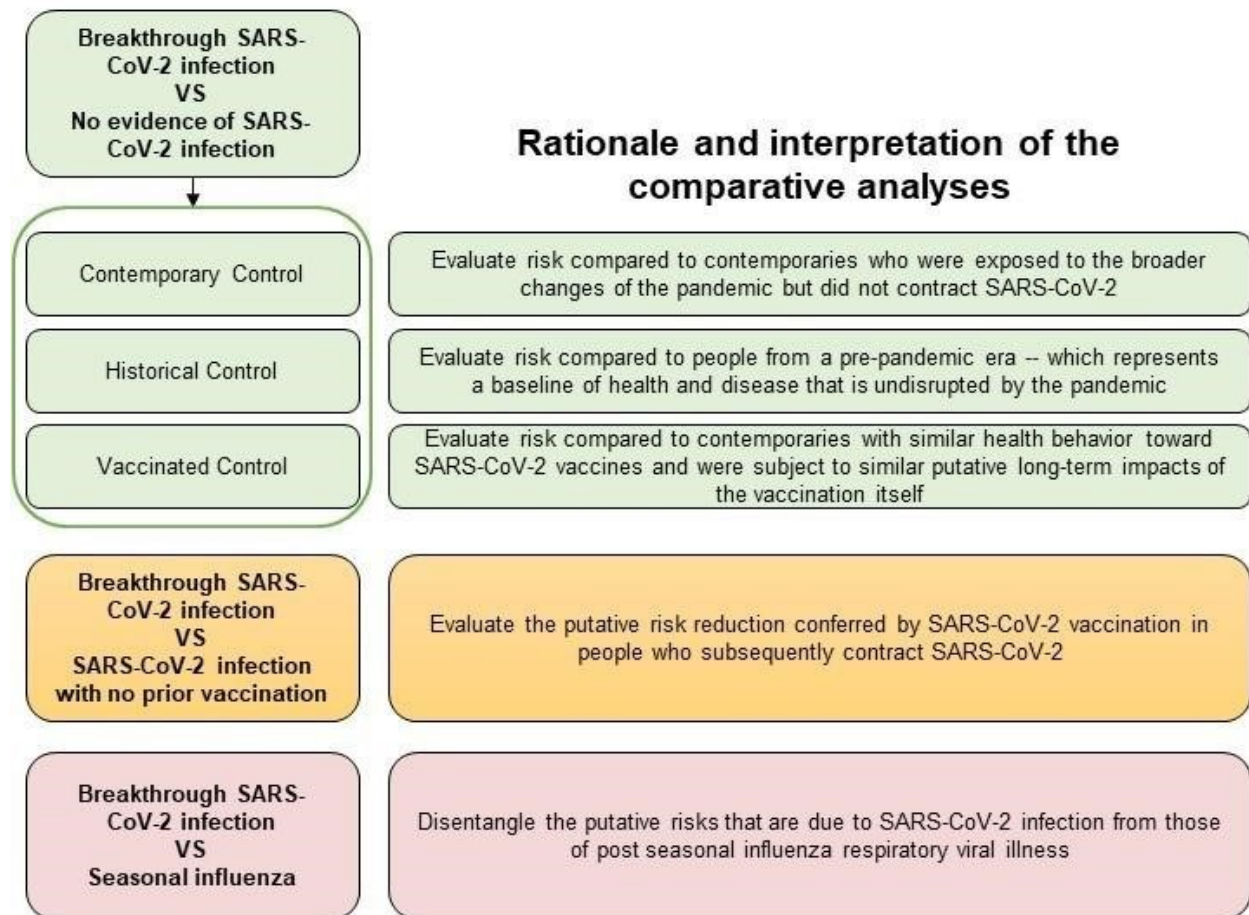 Breakthrough SARS-
CoV-2 infection
VS
No evidence of SARS-
CoV-2 infection
Rationale and interpretation of the
comparative analyses
Contemporary Control
Evaluate risk compared to contemporaries who were exposed to the broader
changes of the pandemic but did not contract SARS-CoV-2
Historical Control
Evaluate risk compared to people from a pre-pandemic era -- which represents
a baseline of health and disease that is undisrupted by the pandemic
Vaccinated Control
Evaluate risk compared to contemporaries with similar health behavior toward
SARS-CoV-2 vaccines and were subject to similar putative long-term impacts of
the vaccination itself
Breakthrough SARS-
CoV-2 infection
VS
SARS-CoV-2 infection
with no prior vaccination
Evaluate the putative risk reduction conferred by SARS-CoV-2 vaccination in
people who subsequently contract SARS-CoV-2
Breakthrough SARS-
CoV-2 infection
VS
Seasonal influenza
Disentangle the putative risks that are due to SARS-CoV-2 infection from those
of post seasonal influenza respiratory viral illness